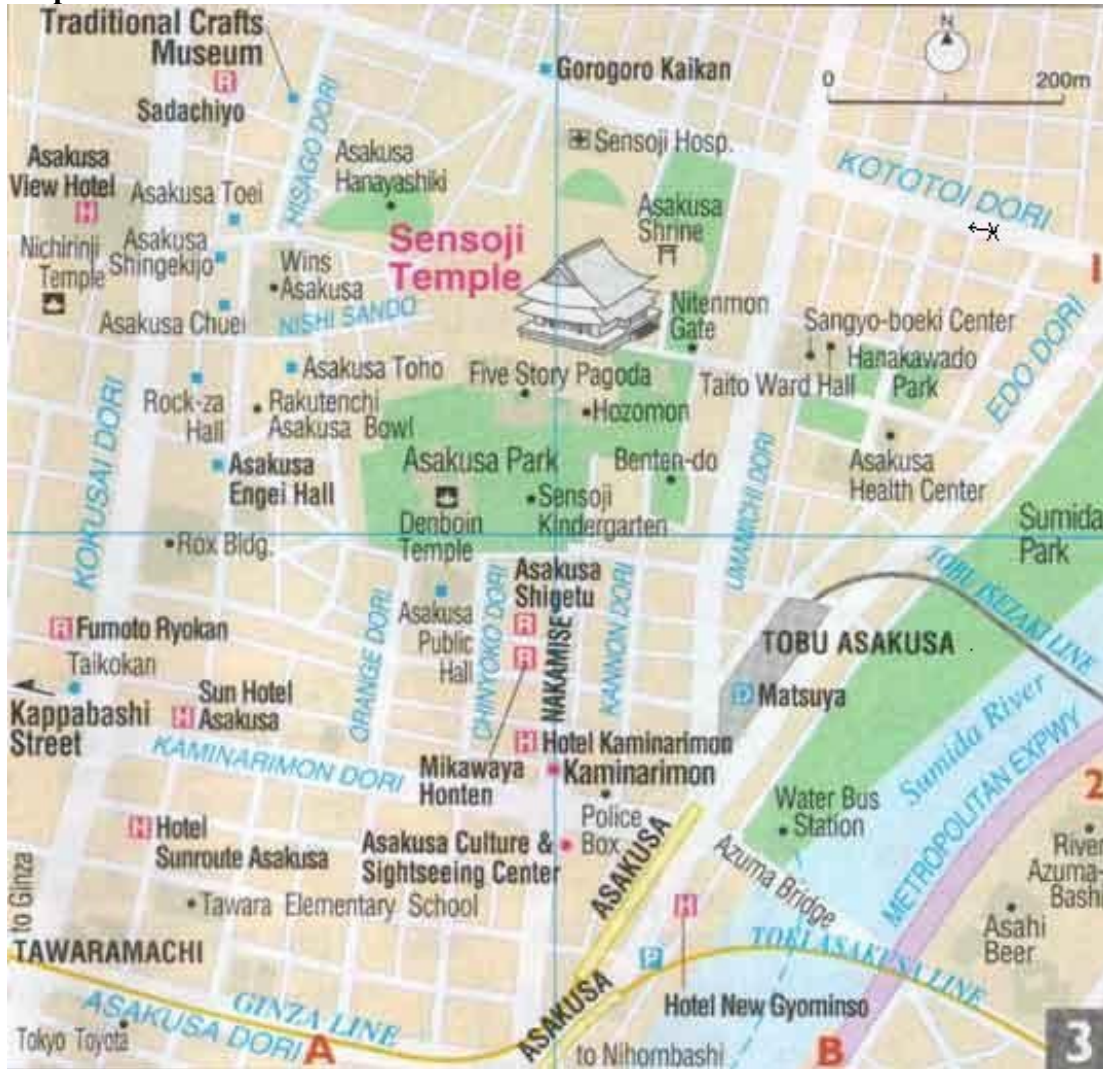 Traditional Crafts
Museum
R
Sadachiyo
Gorogoro Kaikan
N
0 200m
Sensoji Hosp.
KOTOTOI DORI
HISAGO DORI
Asakusa
View Hotel
H
Asakusa Toei
Asakusa
Hanayashiki
Asakusa
Shrine
Sensoji
Temple
Nichirinji
Temple
Asakusa
Shingekijo
Wins
Asakusa
1
Asakusa Chuei
NISHI SANDO
Nitenmon
Gate
Sangyo-boeki Center
Taito Ward Hall
Hanakawado
Park
EDO DORI
Asakusa Toho
Five Story Pagoda
Rock-za
Hall
Rakutenchi
Asakusa Bowl
Hozomon
KOKUSAI DORI
Asakusa
Engei Hall
Asakusa Park
Benten-do
UMAMICHI DORI
Asakusa
Health Center
Sensoji
Kindergarten
Denboin
Temple
Sumida
Park
Rox Bldg.
TOBU ISEZAKI LINE
Asakusa
Shigetu
R
R Fumoto Ryokan
ORANGE DORI
Asakusa
Public
Hall
CHINYOKO DORI
NAKAMISE
KANNON DORI
TOBU ASAKUSA
Taikokan
R
Kappabashi
Street
H Sun Hotel
Asakusa
D Matsuya
Sumida River
KAMINARIMON DORI
H Hotel Kaminarimon
Mikawaya
Honten
Kaminarimon
METROPOLITAN EXPWY
2
Police
Box
Water Bus
Station
H Hotel
Sunroute Asakusa
Asakusa Culture &
Sightseeing Center
ASAKUSA
Azuma Bridge
River
Azuma-
Bashi
to Ginza
Tawara Elementary School
H
Asahi
Beer
TAWARAMACHI
P
TOEI ASAKUSA LINE
GINZA LINE
ASAKUSA DORI
ASAKUSA
Hotel New Gyominso
Tokyo Toyota
A
to Nihombashi
B
3